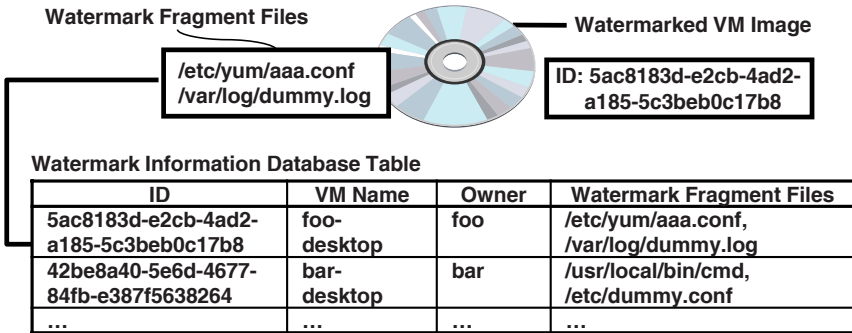 Watermark Fragment Files
Watermarked VM Image
/etc/yum/aaa.conf
/var/log/dummy.log
ID: 5ac8183d-e2cb-4ad2-
a185-5c3beb0c17b8
Watermark Information Database Table
ID VM Name Owner Watermark Fragment Files
5ac8183d-e2cb-4ad2- foo- foo /etc/yum/aaa.conf,
a185-5c3beb0c17b8 desktop /var/log/dummy.log
42be8a40-5e6d-4677- bar- bar /usr/local/bin/cmd,
84fb-e387f5638264 desktop /etc/dummy.conf
… … … …